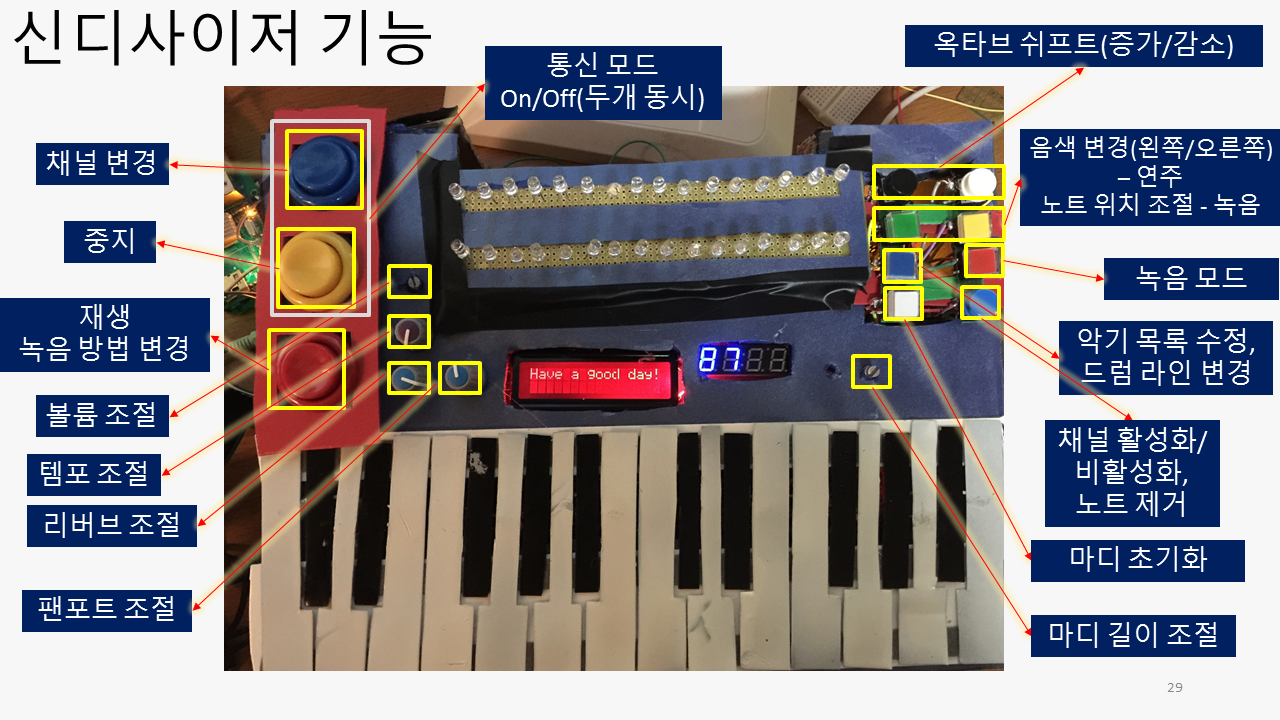 신디사이저 기능
통신 모드
On/Off(두개 동시)
옥타브 쉬프트(증가/감소)
채널 변경
음색 변경(왼쪽/오른쪽)
– 연주
노트 위치 조절 - 녹음
중지
녹음 모드
재생
녹음 방법 변경
악기 목록 수정,
드럼 라인 변경
Have a good day!
87
볼륨 조절
채널 활성화/
비활성화,
노트 제거
템포 조절
리버브 조절
마디 초기화
팬포트 조절
마디 길이 조절
29